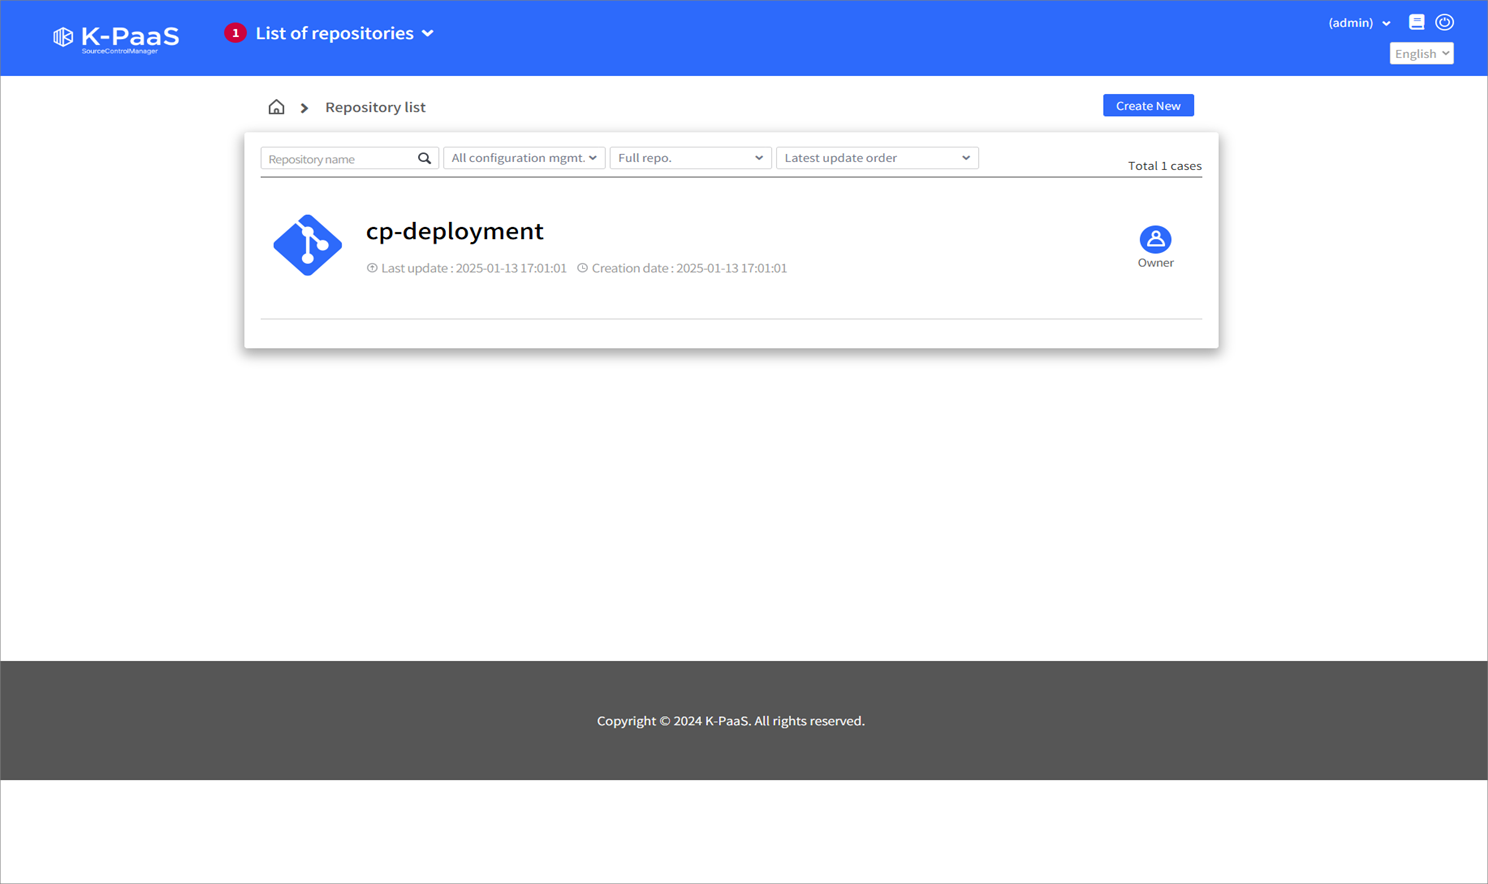 K-PaaS
SourceControlManager
1 List of repositories
(admin)
English
Repository list
Create New
Repository name
All configuration mgmt.
Full repo.
Latest update order
Total 1 cases
cp-deployment
Last update : 2025-01-13 17:01:01 Creation date : 2025-01-13 17:01:01
Owner
Copyright © 2024 K-PaaS. All rights reserved.